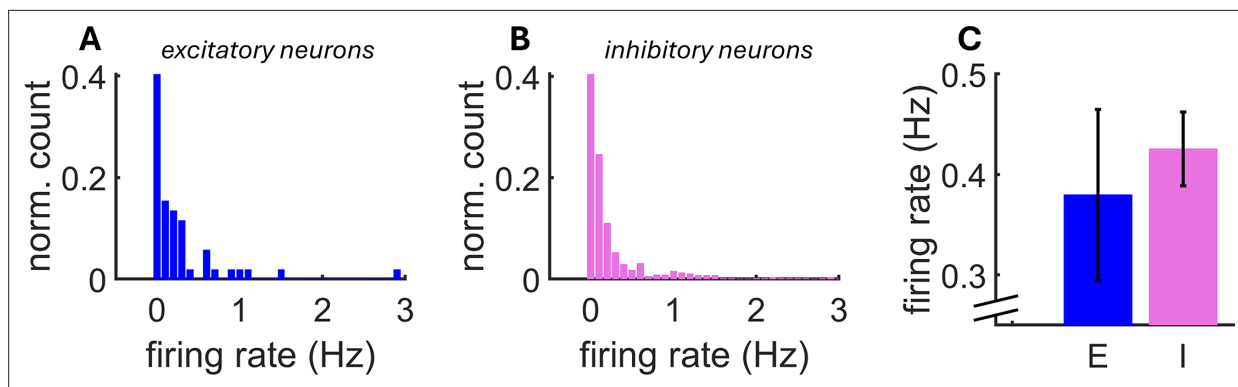 A
excitatory neurons
norm. count
0.4
0.2
0
0
1
2
3
firing rate (Hz)
B
inhibitory neurons
norm. count
0.4
0.2
0
0
1
2
3
firing rate (Hz)
C
firing rate (Hz)
0.5
0.4
0.3
E
I